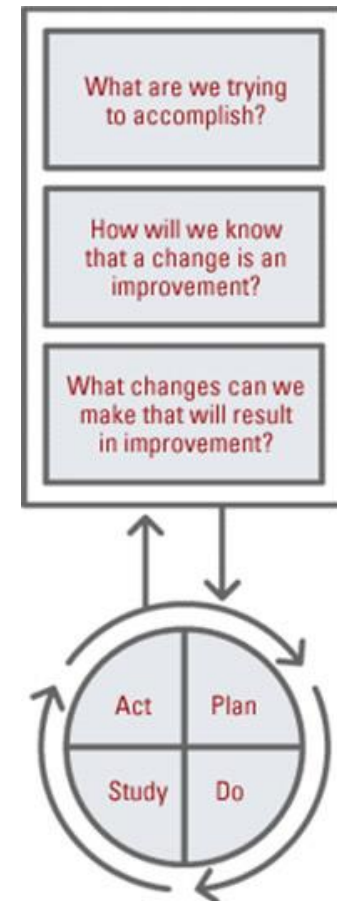 What are we trying
to accomplish?
How will we know
that a change is an
improvement?
What changes can we
make that will result
in improvement?
Act
Plan
Study
Do